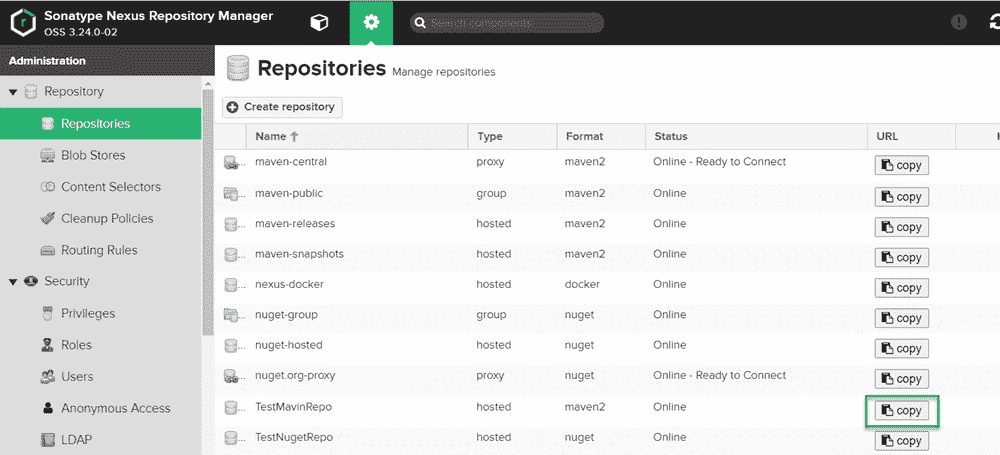 Sonatype Nexus Repository Manager
OSS 3.24.0-02
Search components
Administration
Repository
Repositories
Blob Stores
Content Selectors
Cleanup Policies
Routing Rules
Security
Privileges
Roles
Users
Anonymous Access
LDAP
Repositories Manage repositories
Create repository
Name Type Format Status URL
maven-central proxy maven2 Online - Ready to Connect copy
maven-public group maven2 Online copy
maven-releases hosted maven2 Online copy
maven-snapshots hosted maven2 Online copy
nexus-docker hosted docker Online copy
nuget-group group nuget Online copy
nuget-hosted hosted nuget Online copy
nuget.org-proxy proxy nuget Online - Ready to Connect copy
TestMavinRepo hosted maven2 Online copy
TestNugetRepo hosted nuget Online copy